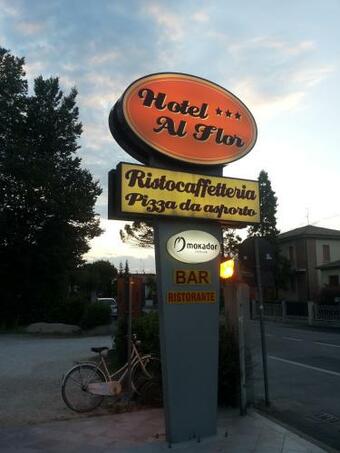 Hotel ***
Al Flor
Ristocaffetteria
Pizza da asporto
mokador
BAR
RISTORANTE